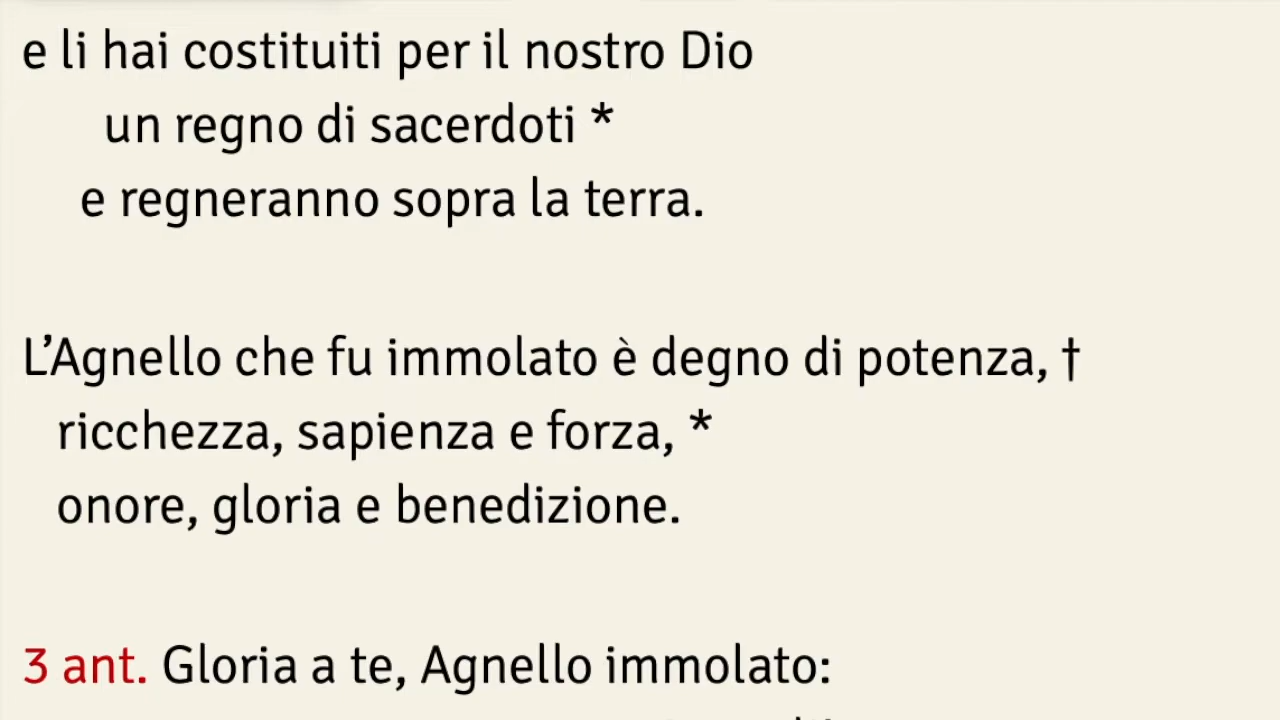 e li hai costituiti per il nostro Dio
un regno di sacerdoti *
e regneranno sopra la terra.
L’Agnello che fu immolato è degno di potenza, †
ricchezza, sapienza e forza, *
onore, gloria e benedizione.
3 ant. Gloria a te, Agnello immolato: